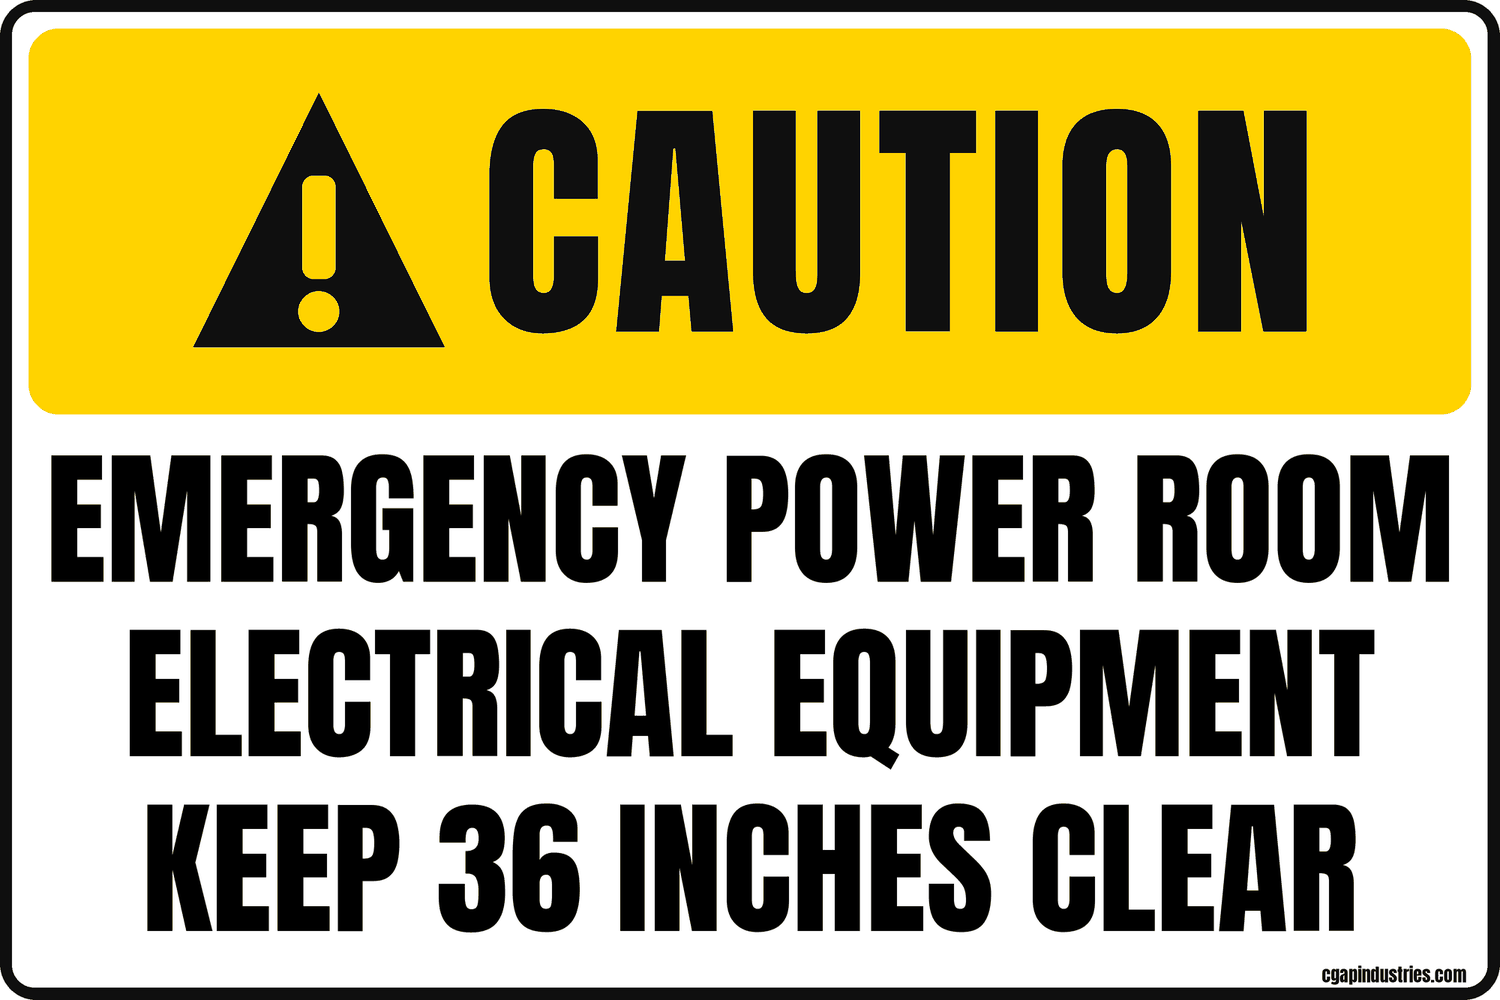 CAUTION
EMERGENCY POWER ROOM
ELECTRICAL EQUIPMENT
KEEP 36 INCHES CLEAR
cgapindustries.com